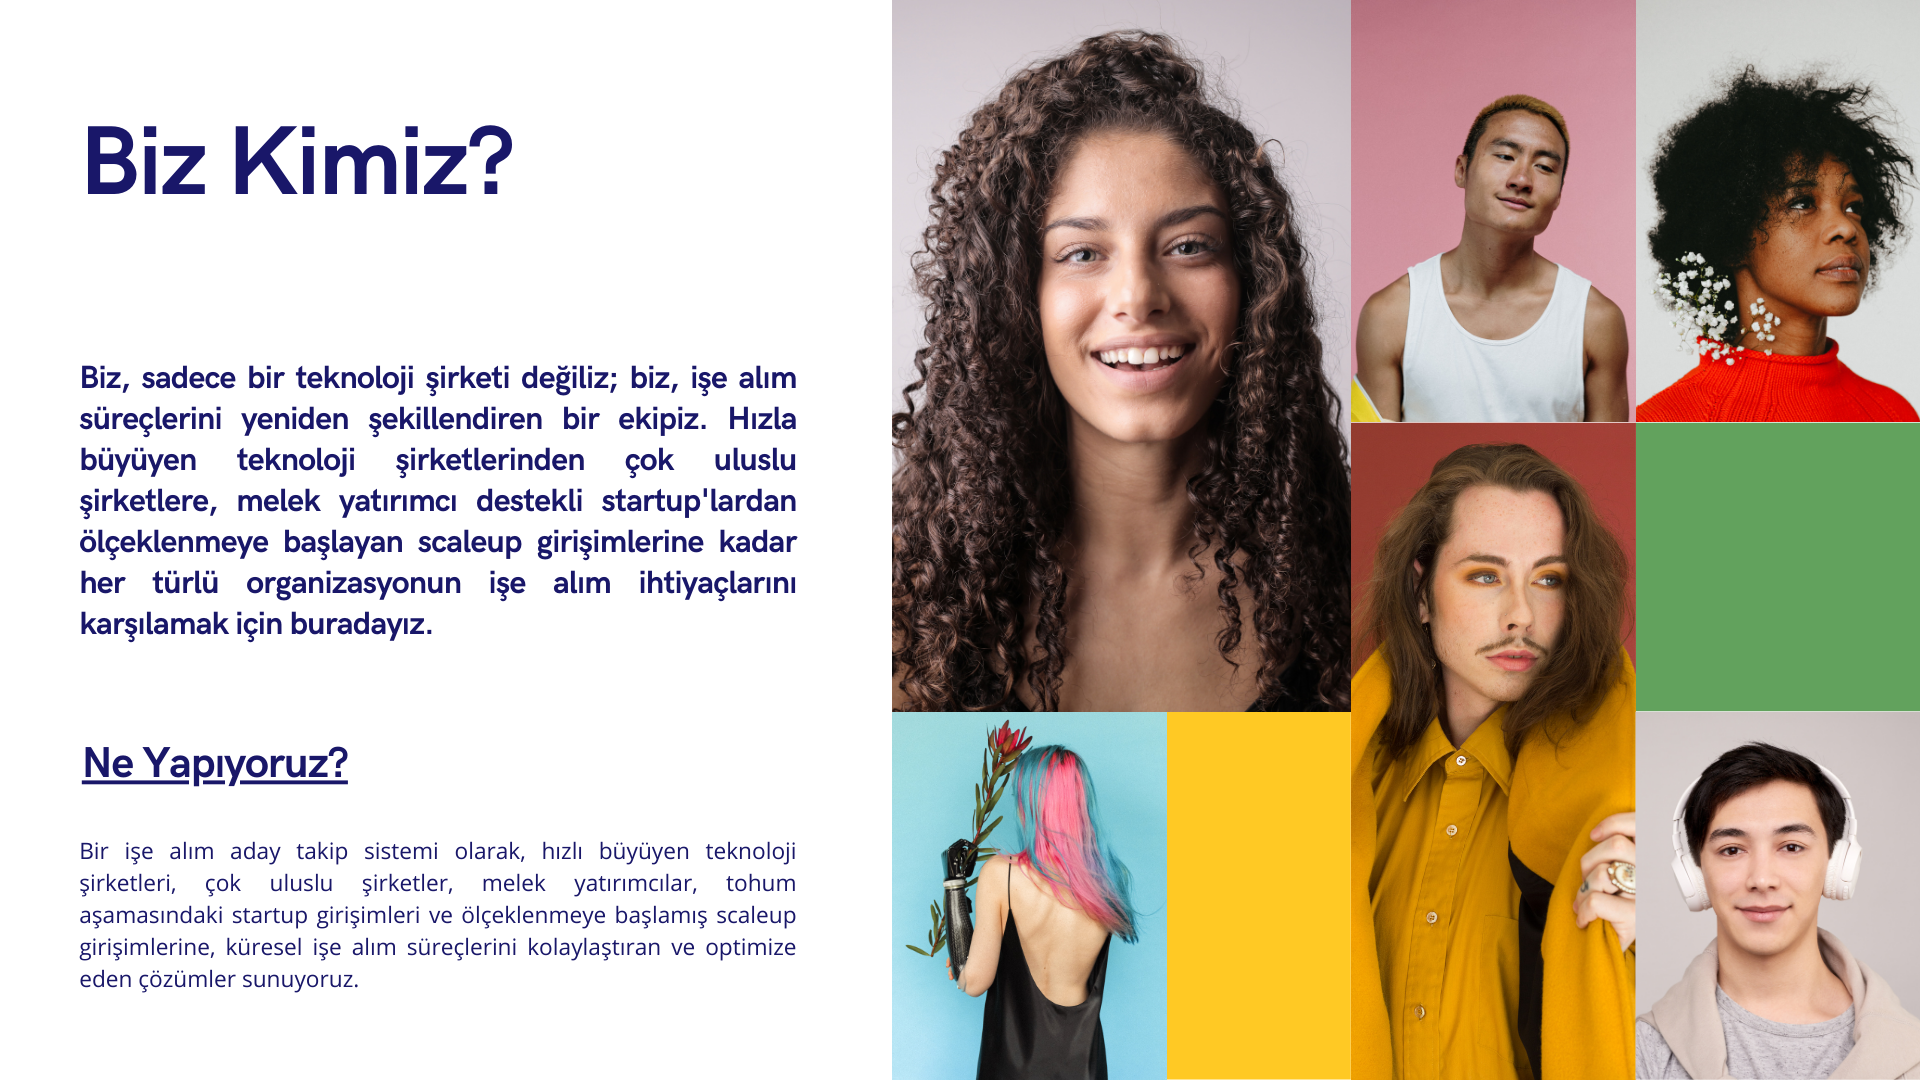 Biz Kimiz?
Biz, sadece bir teknoloji şirketi değiliz; biz, işe alım
süreçlerini yeniden şekillendiren bir ekipiz. Hızla
büyüyen teknoloji şirketlerinden çok uluslu
şirketlere, melek yatırımcı destekli startup'lardan
ölçeklenmeye başlayan scaleup girişimlerine kadar
her türlü organizasyonun işe alım ihtiyaçlarını
karşılamak için buradayız.
Ne Yapıyoruz?
Bir işe alım aday takip sistemi olarak, hızlı büyüyen teknoloji
şirketleri, çok uluslu şirketler, melek yatırımcılar, tohum
aşamasındaki startup girişimleri ve ölçeklenmeye başlamış scaleup
girişimlerine, küresel işe alım süreçlerini kolaylaştıran ve optimize
eden çözümler sunuyoruz.